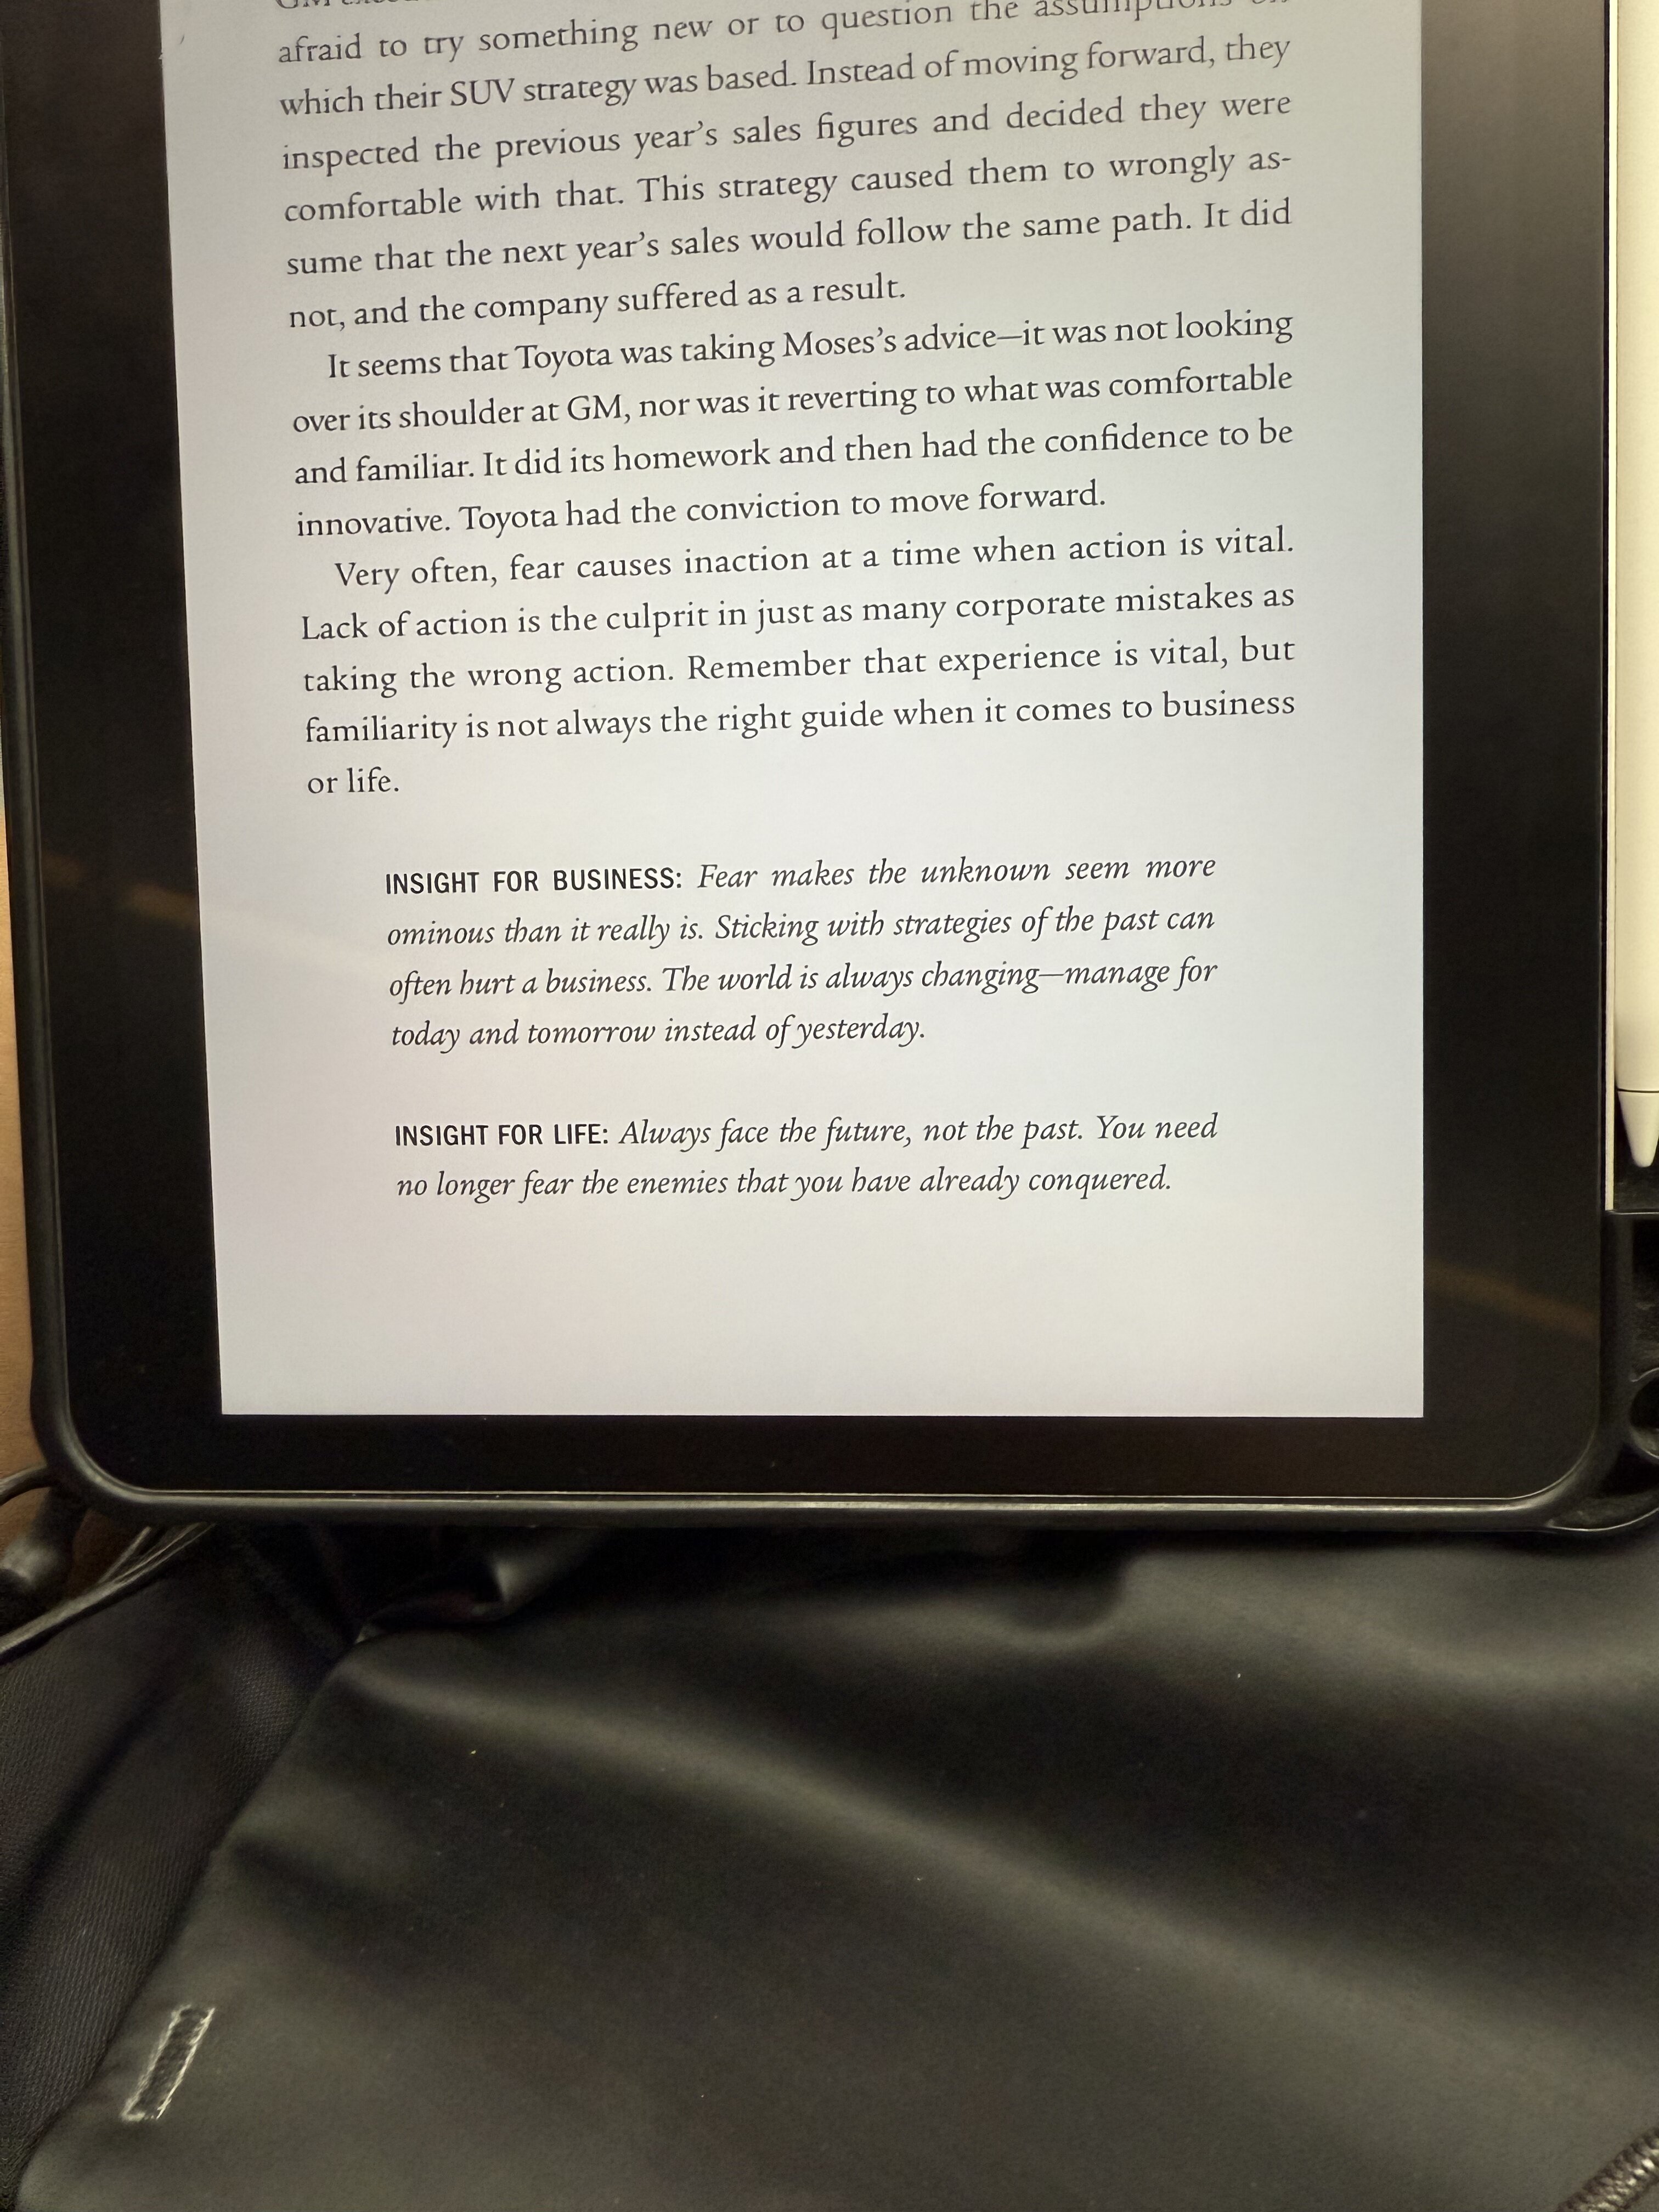 afraid to try something new or to question the assumptions on
which their SUV strategy was based. Instead of moving forward, they
inspected the previous year's sales figures and decided they were
comfortable with that. This strategy caused them to wrongly as-
sume that the next year's sales would follow the same path. It did
not, and the company suffered as a result.
It seems that Toyota was taking Moses's advice—it was not looking
over its shoulder at GM, nor was it reverting to what was comfortable
and familiar. It did its homework and then had the confidence to be
innovative. Toyota had the conviction to move forward.
Very often, fear causes inaction at a time when action is vital.
Lack of action is the culprit in just as many corporate mistakes as
taking the wrong action. Remember that experience is vital, but
familiarity is not always the right guide when it comes to business
or life.
INSIGHT FOR BUSINESS: Fear makes the unknown seem more
ominous than it really is. Sticking with strategies of the past can
often hurt a business. The world is always changing—manage for
today and tomorrow instead of yesterday.
INSIGHT FOR LIFE: Always face the future, not the past. You need
no longer fear the enemies that you have already conquered.